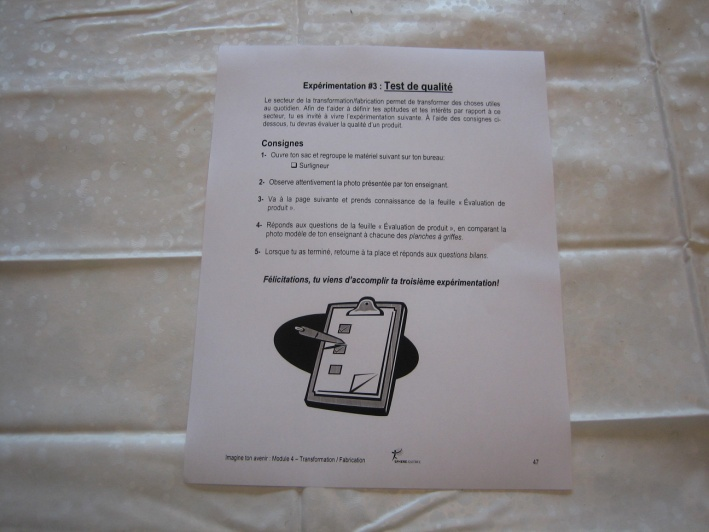 Expérimentation #3 : Test de qualité
Le secteur de la transformation/fabrication permet de transformer des choses utiles
au quotidien. Afin de t'aider à définir tes aptitudes et tes intérêts par rapport à ce
secteur, tu es invité à vivre l'expérimentation suivante. À l'aide des consignes ci-
dessous, tu devras évaluer la qualité d'un produit.
Consignes
1- Ouvre ton sac et regroupe le matériel suivant sur ton bureau:
❑ Surligneur
2- Observe attentivement la photo présentée par ton enseignant.
3- Va à la page suivante et prends connaissance de la feuille « Évaluation de
produit ».
4- Réponds aux questions de la feuille « Évaluation de produit », en comparant la
photo modèle de ton enseignant à chacune des planches à griffes.
5- Lorsque tu as terminé, retourne à ta place et réponds aux questions bilans.
Félicitations, tu viens d'accomplir ta troisième expérimentation!
Imagine ton avenir : Module 4 – Transformation / Fabrication
47